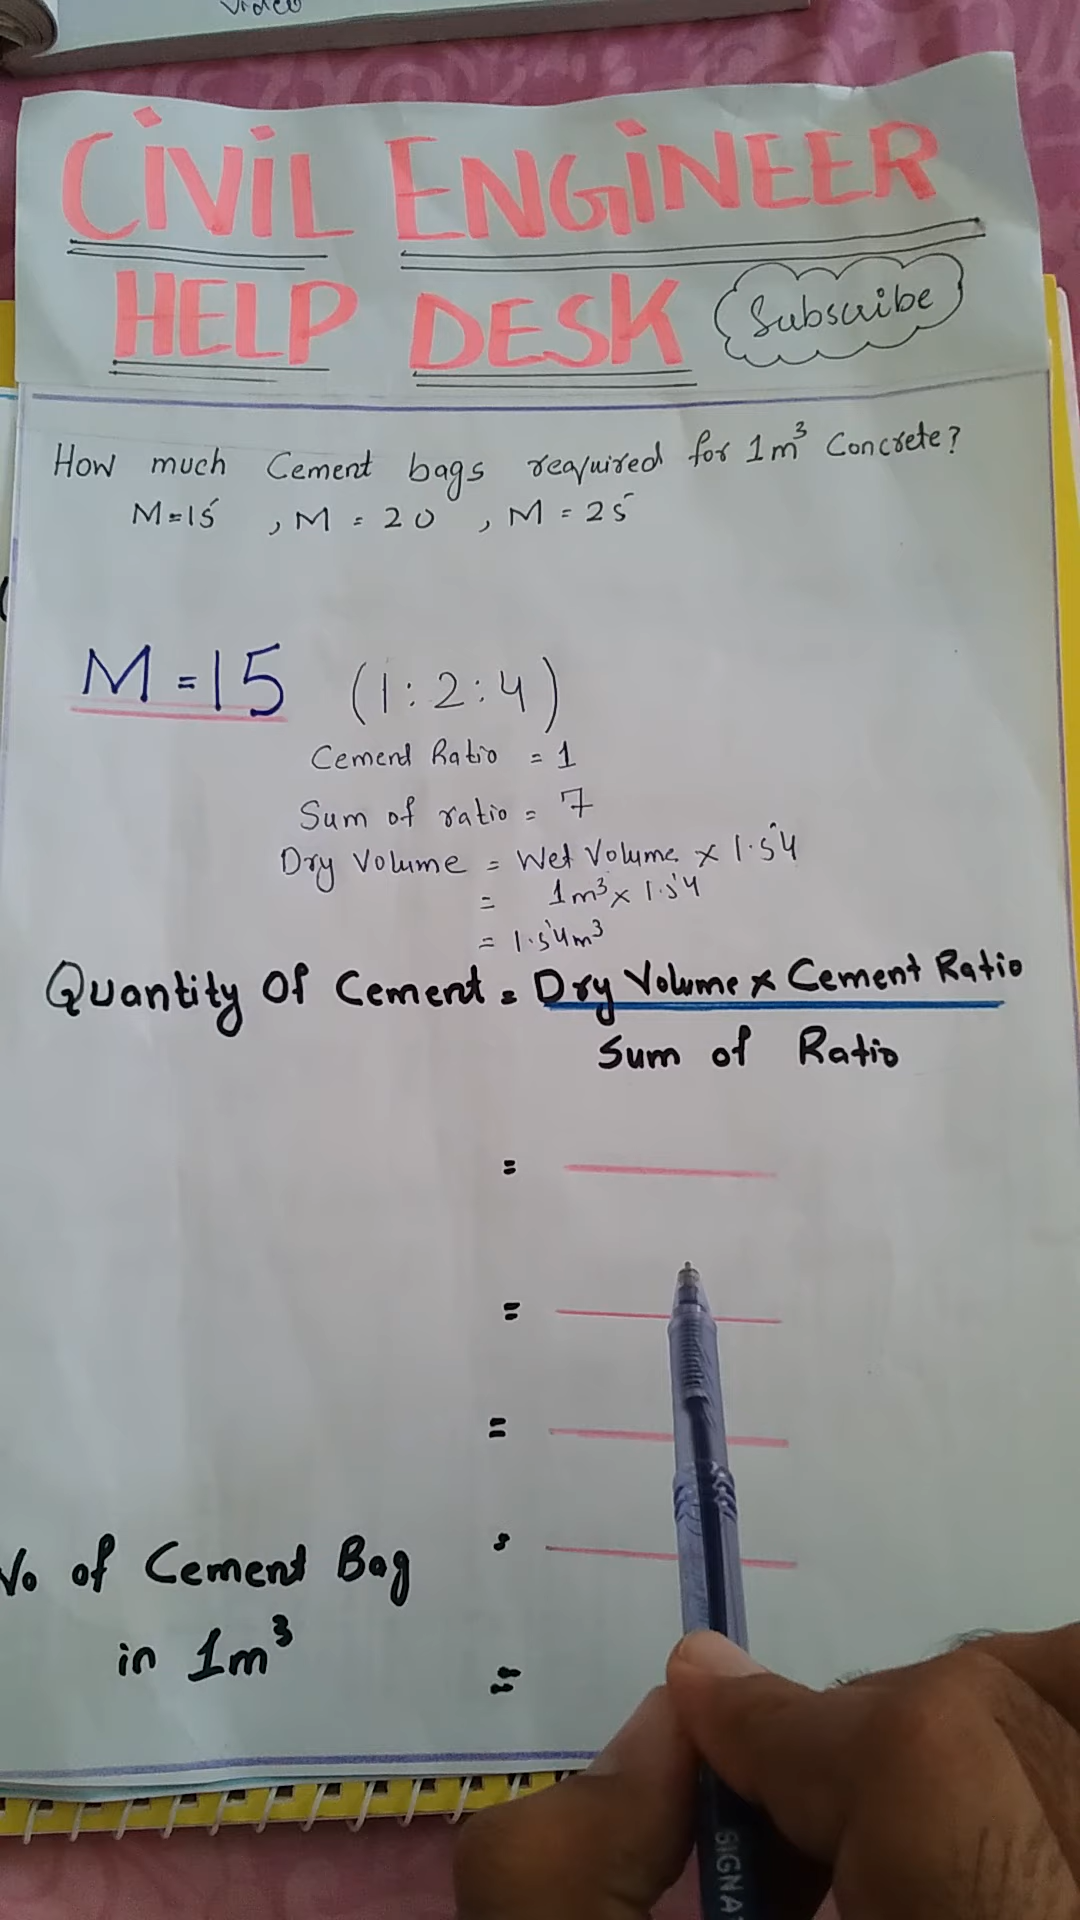 Video
CIVIL ENGINEER
HELP DESK
Subscribe
How much Cement bags required for 1m³ Concrete?
M=15 , M = 20 , M = 25
M=15 (1:2:4)
Cement Ratio = 1
Sum of ratio = 7
Dry Volume = Wet Volume × 1.54
= 1m³ × 1.54
= 1.54m³
Quantity Of Cement = Dry Volume × Cement Ratio
Sum of Ratio
=
=
=
No of Cement Bag =
in 1m³ =
SIGNA